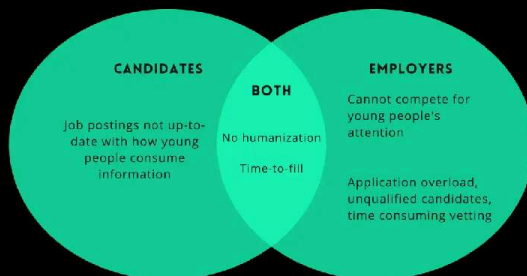 CANDIDATES
Job postings not up-to-
date with how young
people consume
information
BOTH
No humanization
Time-to-fill
EMPLOYERS
Cannot compete for
young people's
attention
Application overload,
unqualified candidates,
time consuming vetting